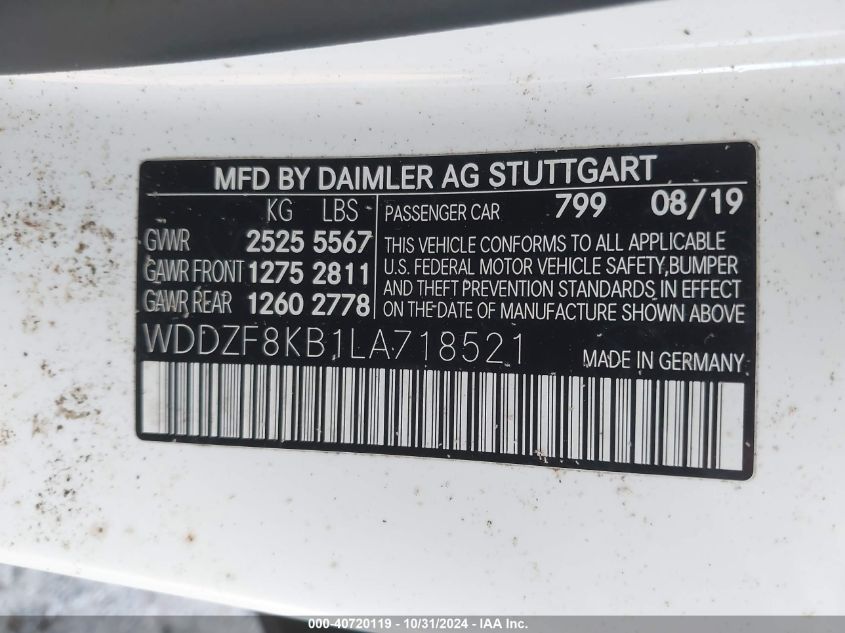 MFD BY DAIMLER AG STUTTGART
KG LBS PASSENGER CAR 799 08/19
GVWR 2525 5567 THIS VEHICLE CONFORMS TO ALL APPLICABLE
GAWR FRONT 1275 2811 U.S. FEDERAL MOTOR VEHICLE SAFETY, BUMPER
AND THEFT PREVENTION STANDARDS IN EFFECT
GAWR REAR 1260 2778 ON THE DATE OF MANUFACTURE SHOWN ABOVE
WDDZF8KB1LA718521 MADE IN GERMANY
000-40720119 - 10/31/2024 - IAA Inc.